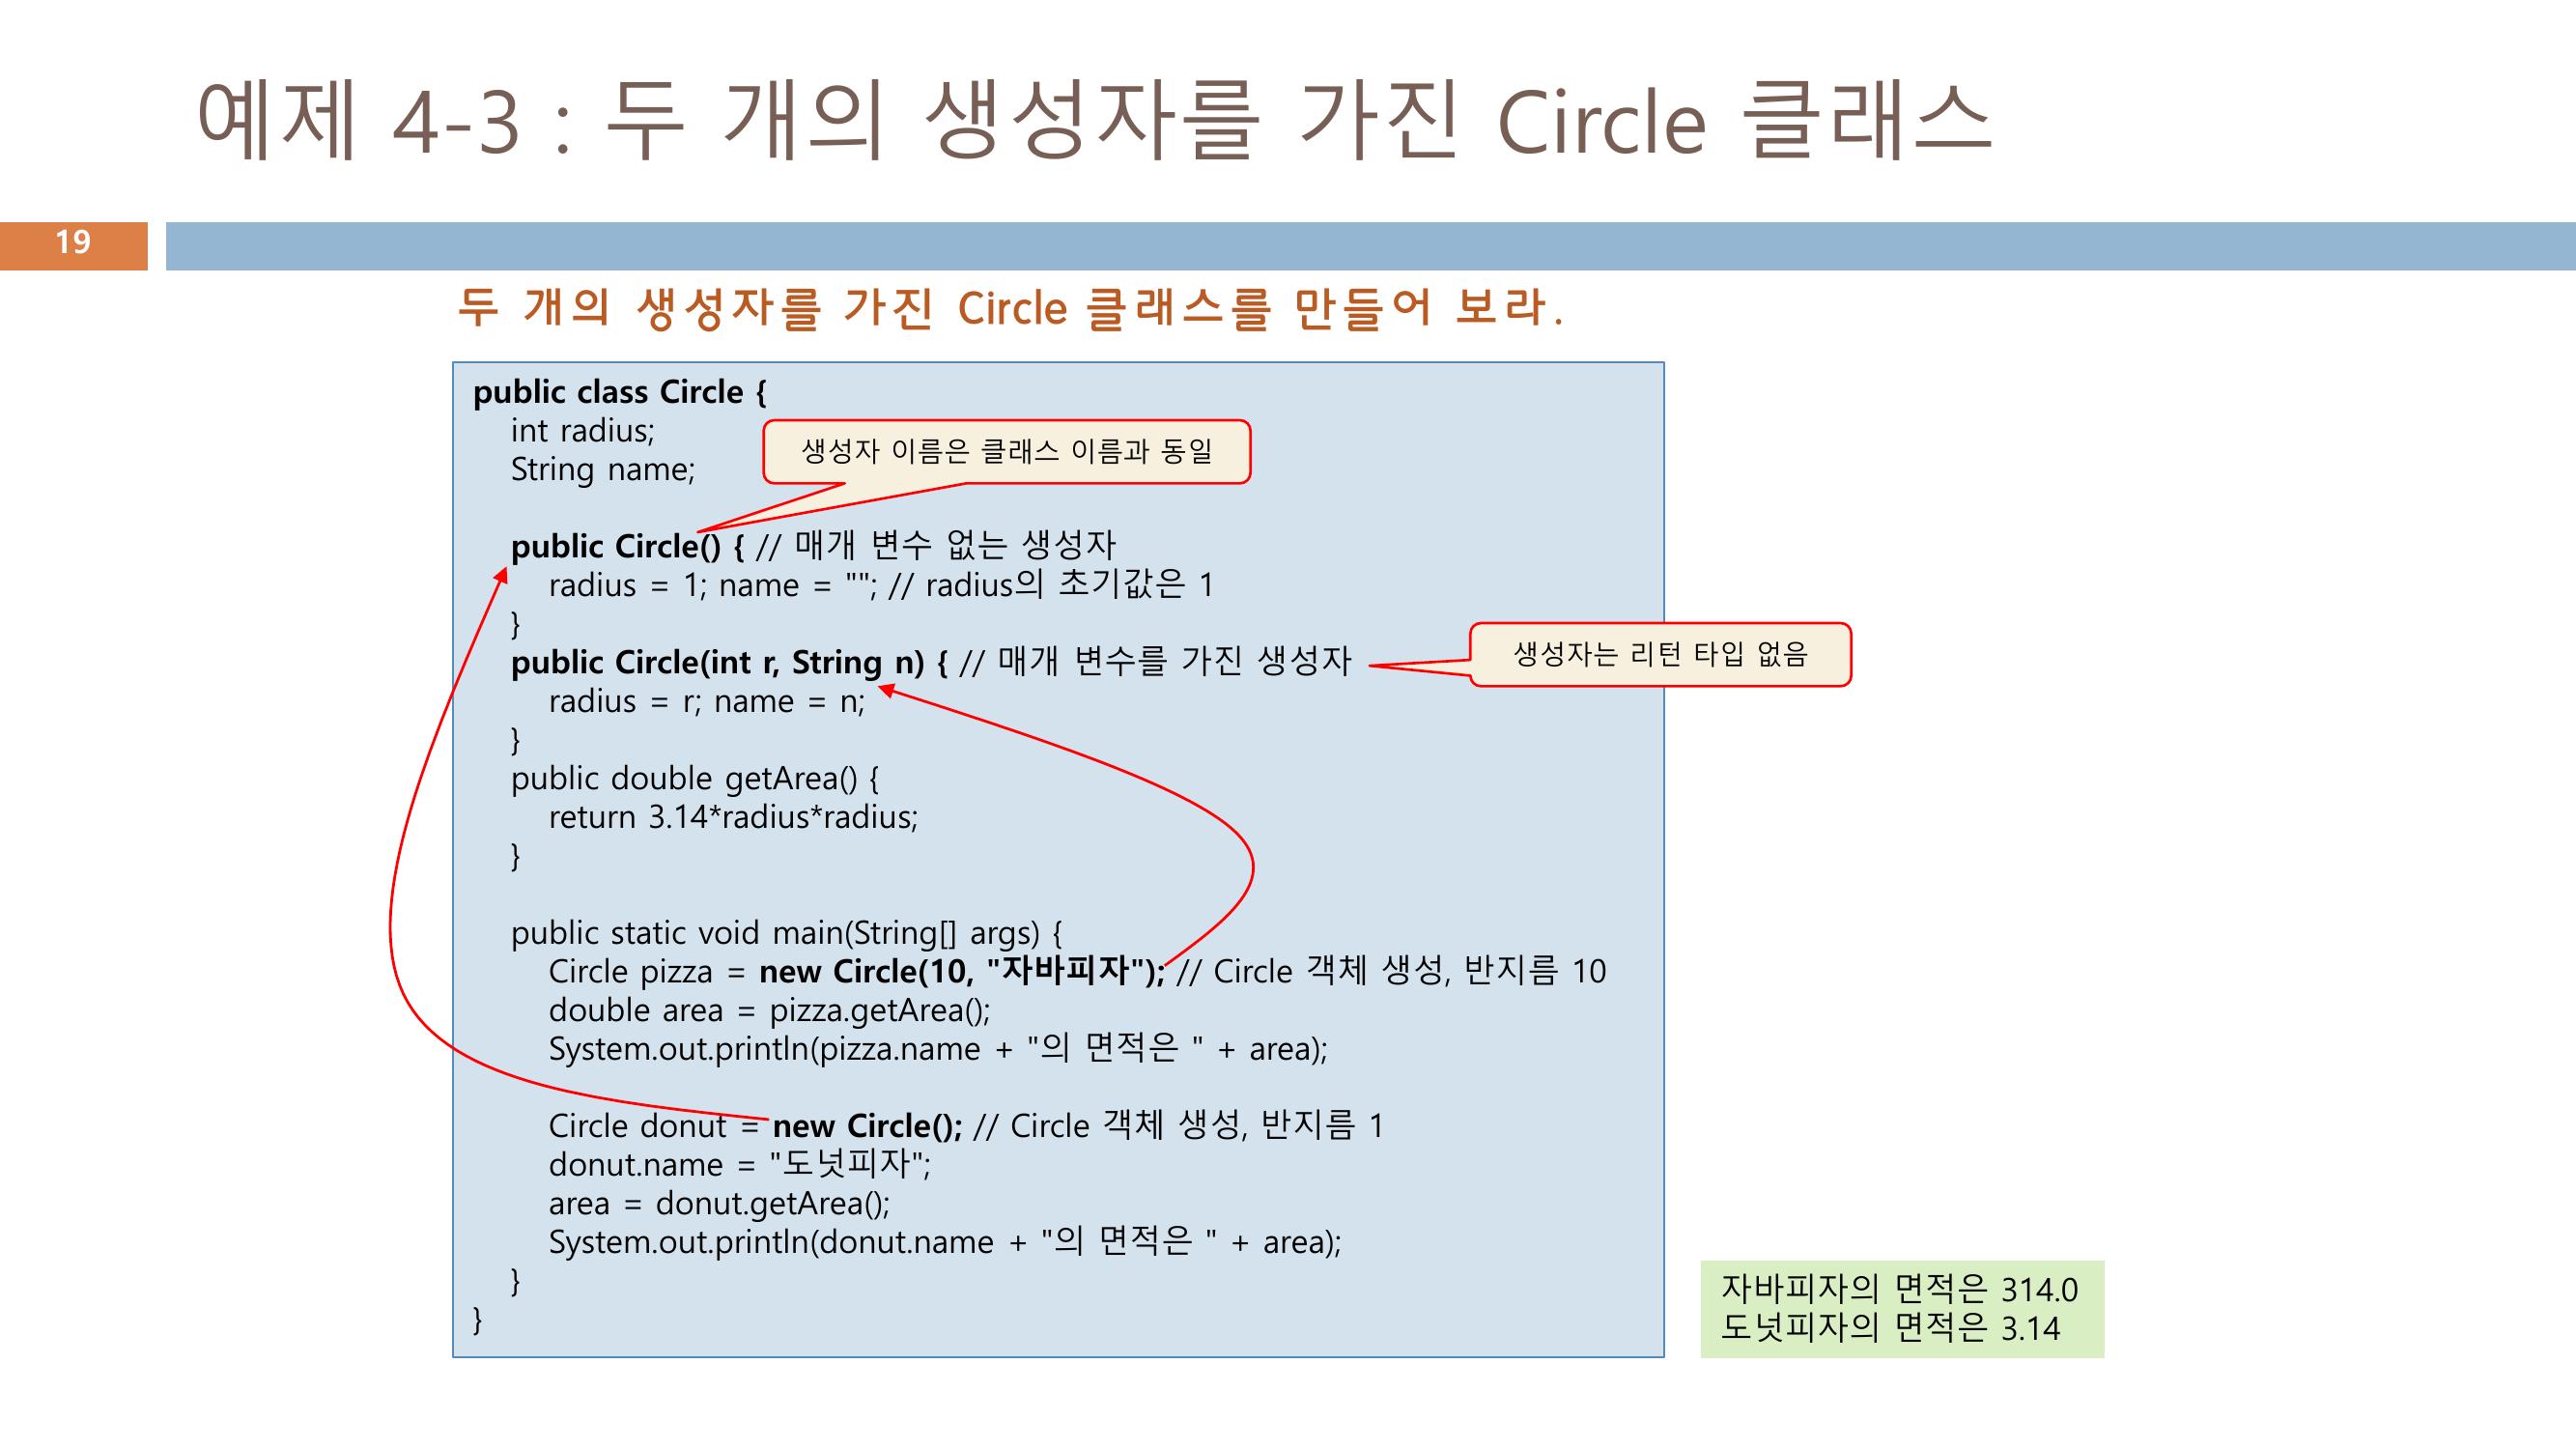 예제 4-3 : 두 개의 생성자를 가진 Circle 클래스
19
두 개의 생성자를 가진 Circle 클래스를 만들어 보라.
public class Circle {
int radius;
생성자 이름은 클래스 이름과 동일
String name;
public Circle() { // 매개 변수 없는 생성자
radius = 1; name = ""; // radius의 초기값은 1
}
public Circle(int r, String n) { // 매개 변수를 가진 생성자
생성자는 리턴 타입 없음
radius = r; name = n;
}
public double getArea() {
return 3.14*radius*radius;
}
public static void main(String[] args) {
Circle pizza = new Circle(10, "자바피자"); // Circle 객체 생성, 반지름 10
double area = pizza.getArea();
System.out.println(pizza.name + "의 면적은 " + area);
Circle donut = new Circle(); // Circle 객체 생성, 반지름 1
donut.name = "도넛피자";
area = donut.getArea();
System.out.println(donut.name + "의 면적은 " + area);
}
}
자바피자의 면적은 314.0
도넛피자의 면적은 3.14